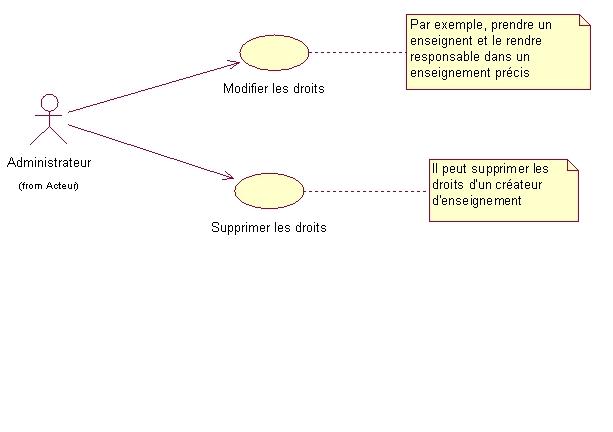 Par exemple, prendre un
enseignent et le rendre
responsable dans un
enseignement précis
Modifier les droits
Administrateur
(from Acteur)
Il peut supprimer les
droits d'un créateur
d'enseignement
Supprimer les droits